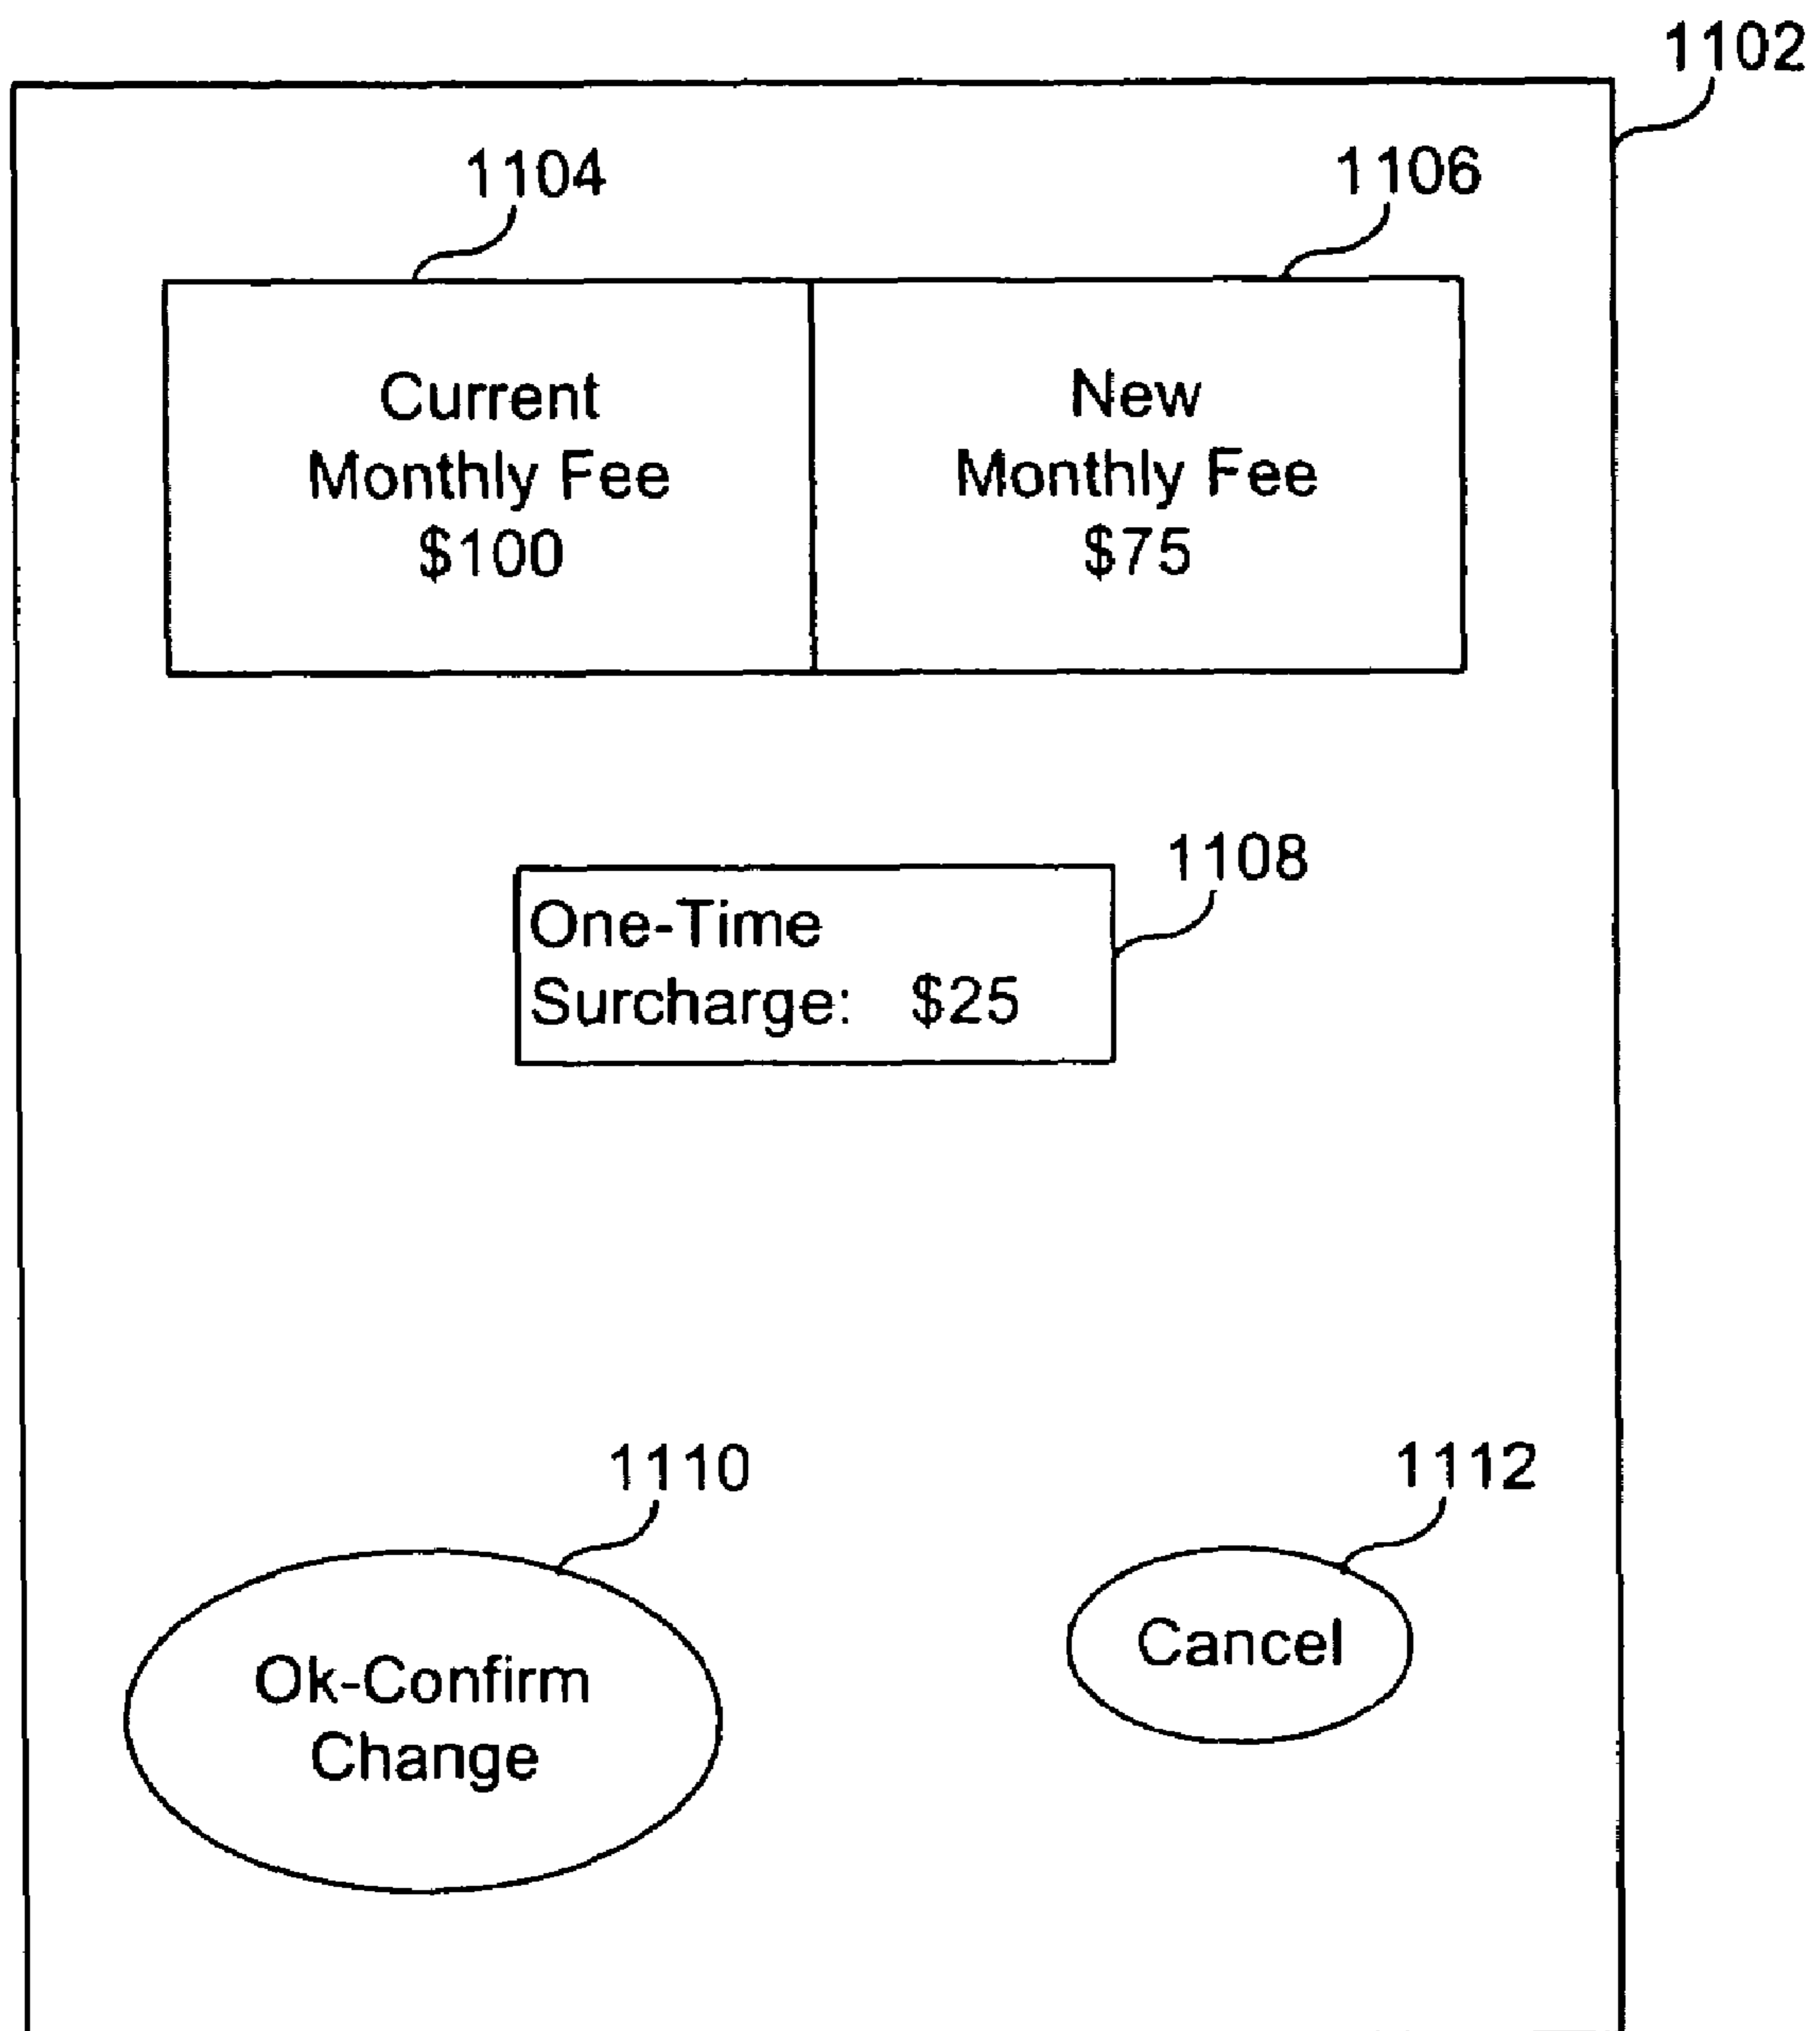 1102
1104
1106
Current
Monthly Fee
$100
New
Monthly Fee
$75
1108
One-Time
Surcharge: $25
1110
1112
Ok-Confirm
Change
Cancel